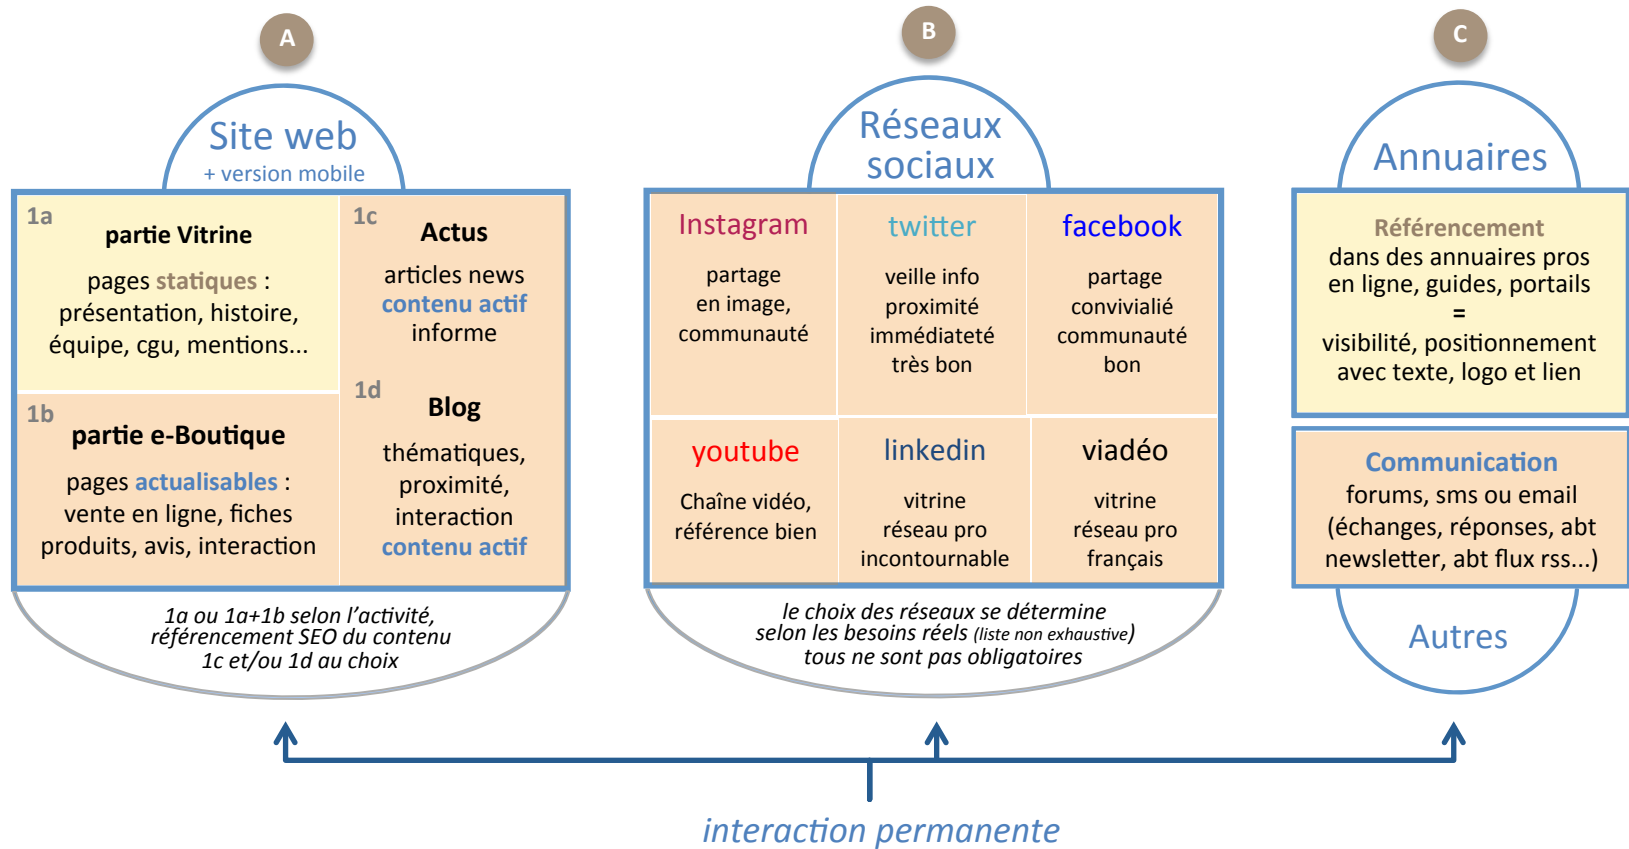 A
Site web
+ version mobile
1a
partie Vitrine
pages statiques :
présentation, histoire,
équipe, cgu, mentions...
1b
partie e-Boutique
pages actualisables :
vente en ligne, fiches
produits, avis, interaction
1c
Actus
articles news
contenu actif
informe
1d
Blog
thématiques,
proximité,
interaction
contenu actif
1a ou 1a+1b selon l’activité,
référencement SEO du contenu
1c et/ou 1d au choix
B
Réseaux
sociaux
Instagram
partage
en image,
communauté
twitter
veille info
proximité
immédiateté
très bon
facebook
partage
convivialié
communauté
bon
youtube
Chaîne vidéo,
référence bien
linkedin
vitrine
réseau pro
incontournable
viadéo
vitrine
réseau pro
français
le choix des réseaux se détermine
selon les besoins réels (liste non exhaustive)
tous ne sont pas obligatoires
C
Annuaires
Référencement
dans des annuaires pros
en ligne, guides, portails
=
visibilité, positionnement
avec texte, logo et lien
Communication
forums, sms ou email
(échanges, réponses, abt
newsletter, abt flux rss...)
Autres
interaction permanente